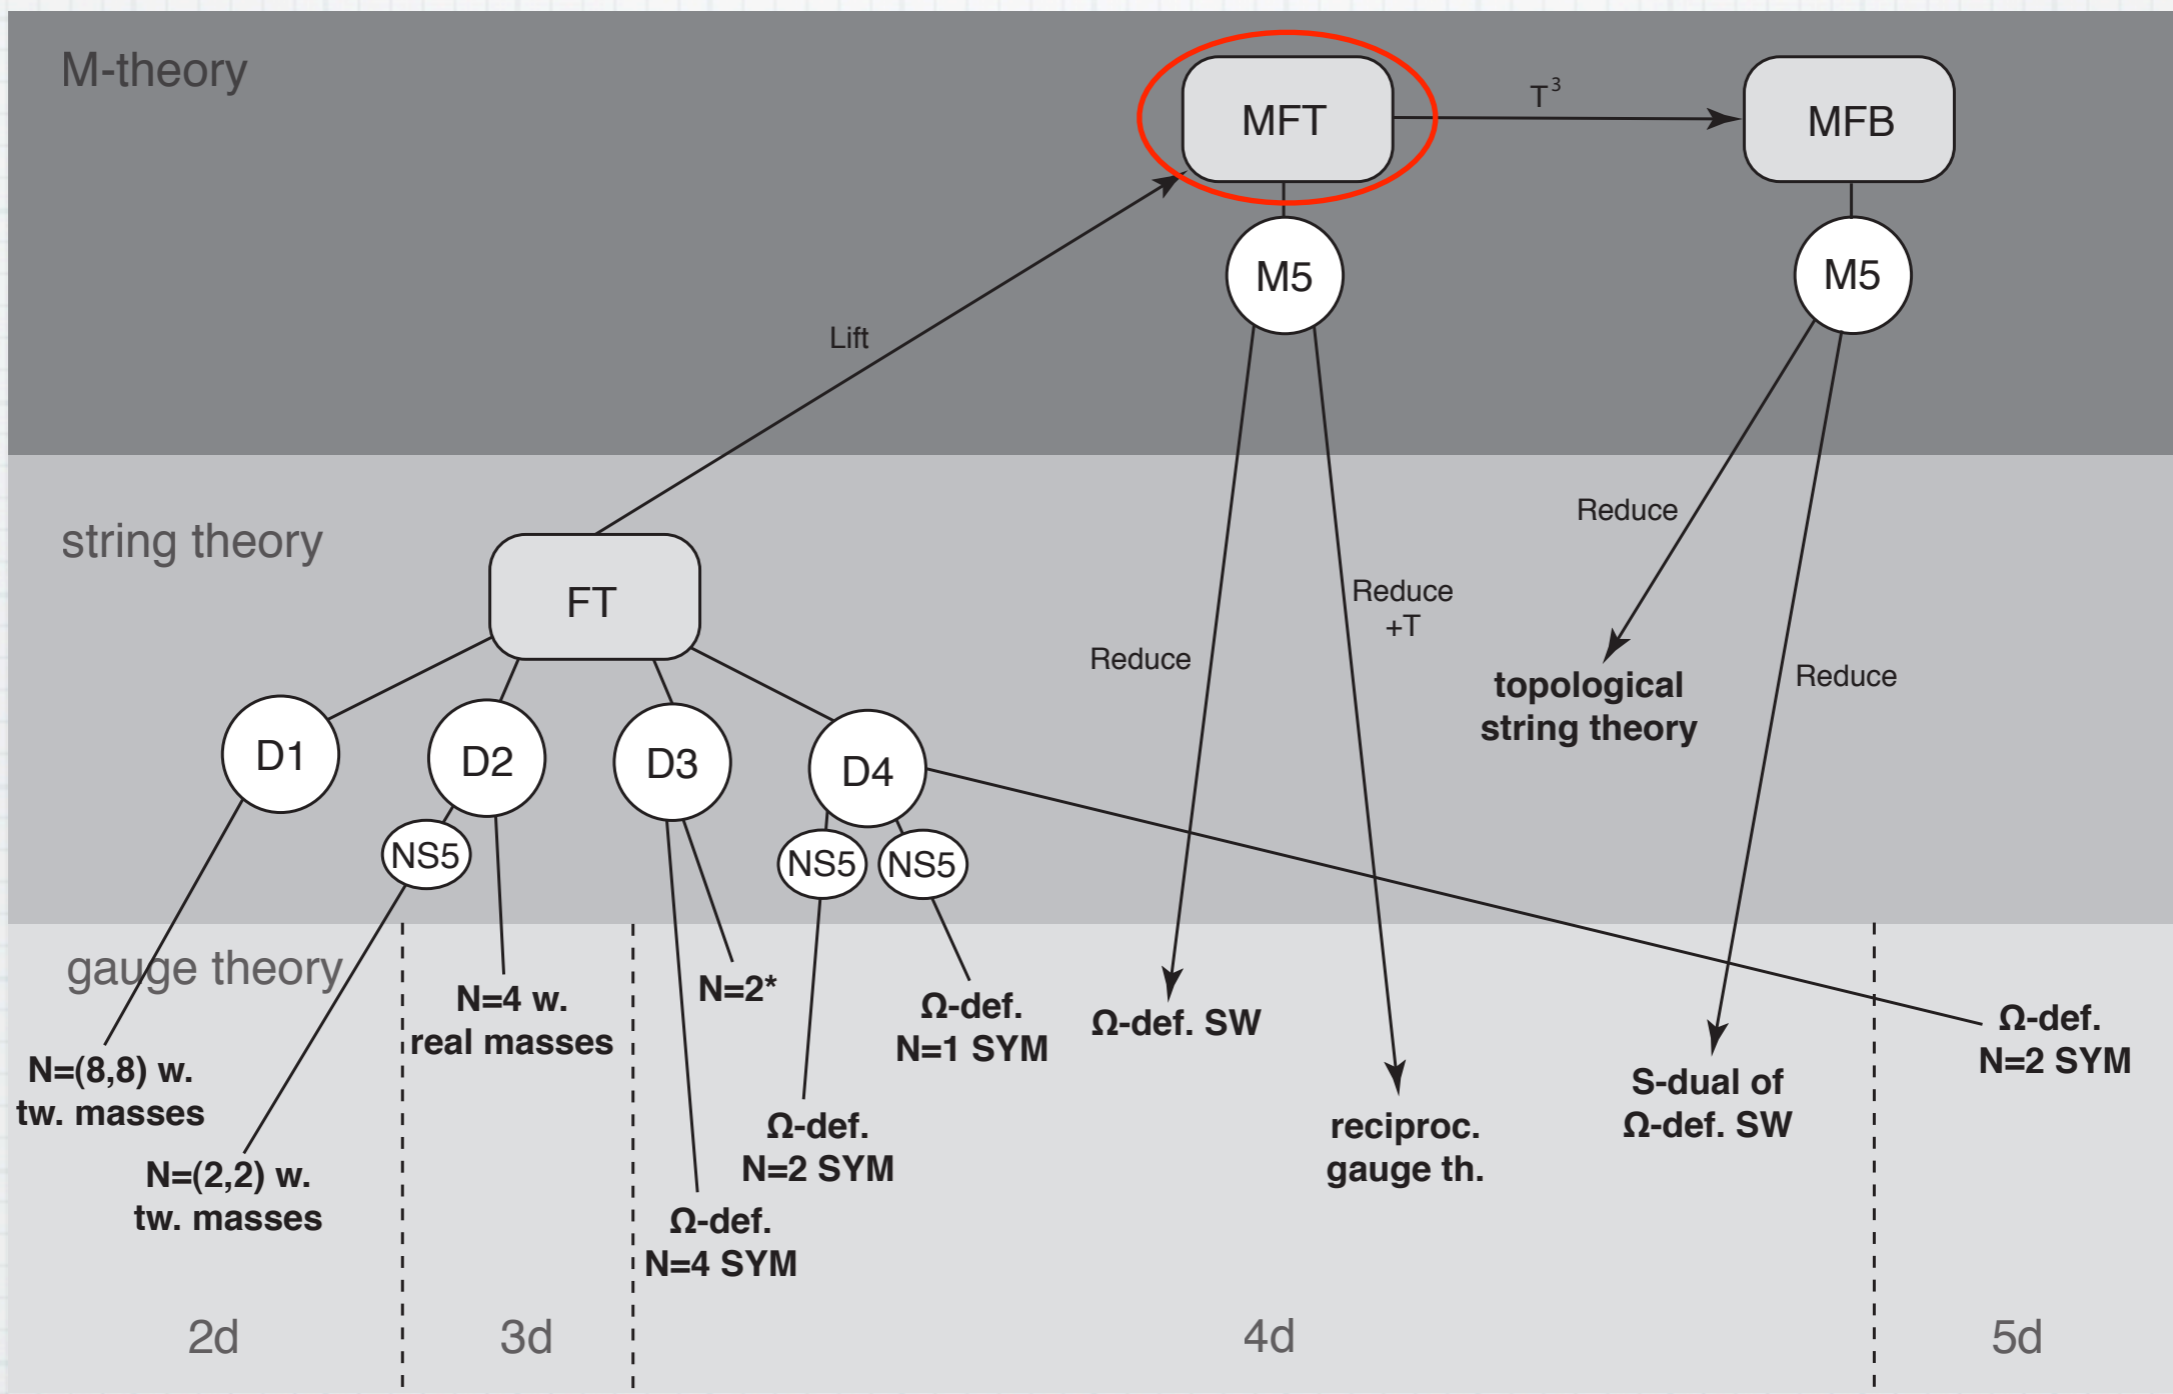 M-theory
MFT
T³
MFB
M5
M5
Lift
string theory
FT
Reduce
Reduce
+T
Reduce
topological
string theory
Reduce
D1
D2
D3
D4
NS5
NS5
NS5
gauge theory
N=(8,8) w.
tw. masses
N=(2,2) w.
tw. masses
N=4 w.
real masses
N=2*
Ω-def.
N=4 SYM
Ω-def.
N=2 SYM
Ω-def.
N=1 SYM
Ω-def. SW
reciproc.
gauge th.
S-dual of
Ω-def. SW
Ω-def.
N=2 SYM
2d
3d
4d
5d